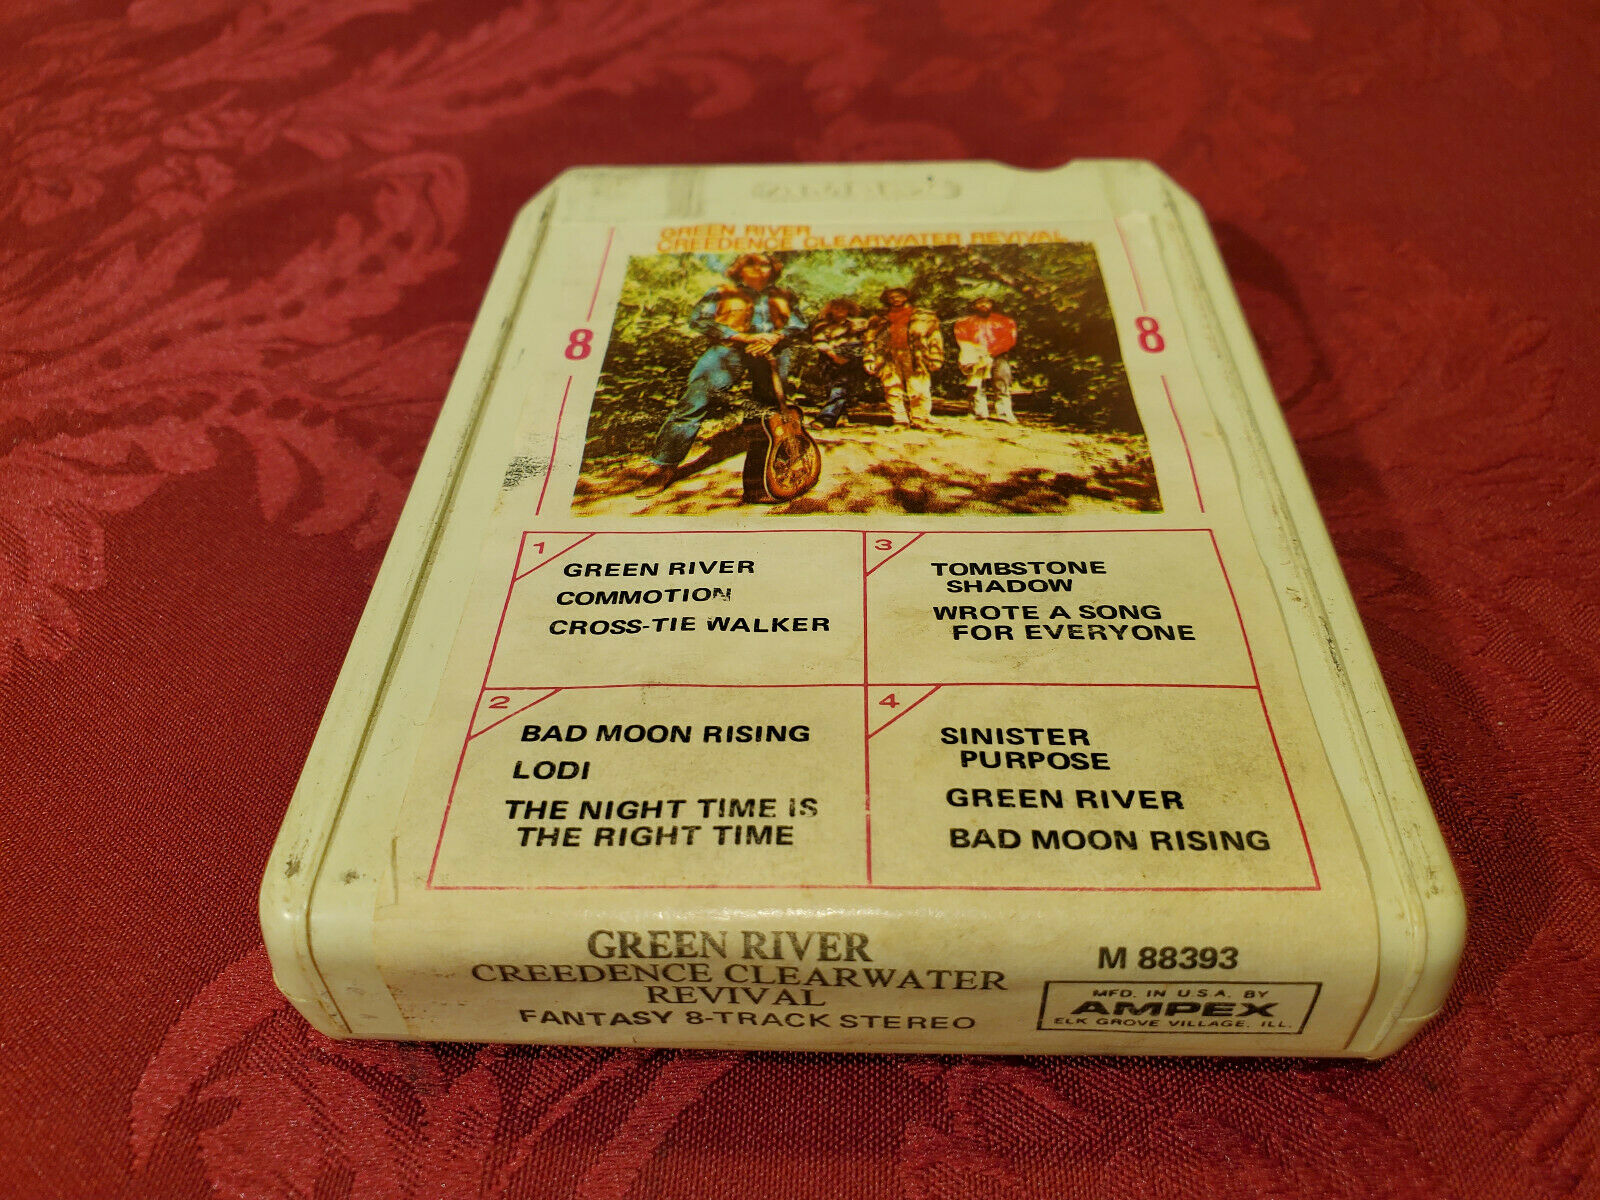 GREEN RIVER
CREEDENCE CLEARWATER REVIVAL
8
8
1
GREEN RIVER
COMMOTION
CROSS-TIE WALKER
2
BAD MOON RISING
LODI
THE NIGHT TIME IS
THE RIGHT TIME
3
TOMBSTONE
SHADOW
WROTE A SONG
FOR EVERYONE
4
SINISTER
PURPOSE
GREEN RIVER
BAD MOON RISING
GREEN RIVER
CREEDENCE CLEARWATER
REVIVAL
FANTASY 8-TRACK STEREO
M 88393
MFD. IN U.S.A. BY
AMPEX
ELK GROVE VILLAGE, ILL.